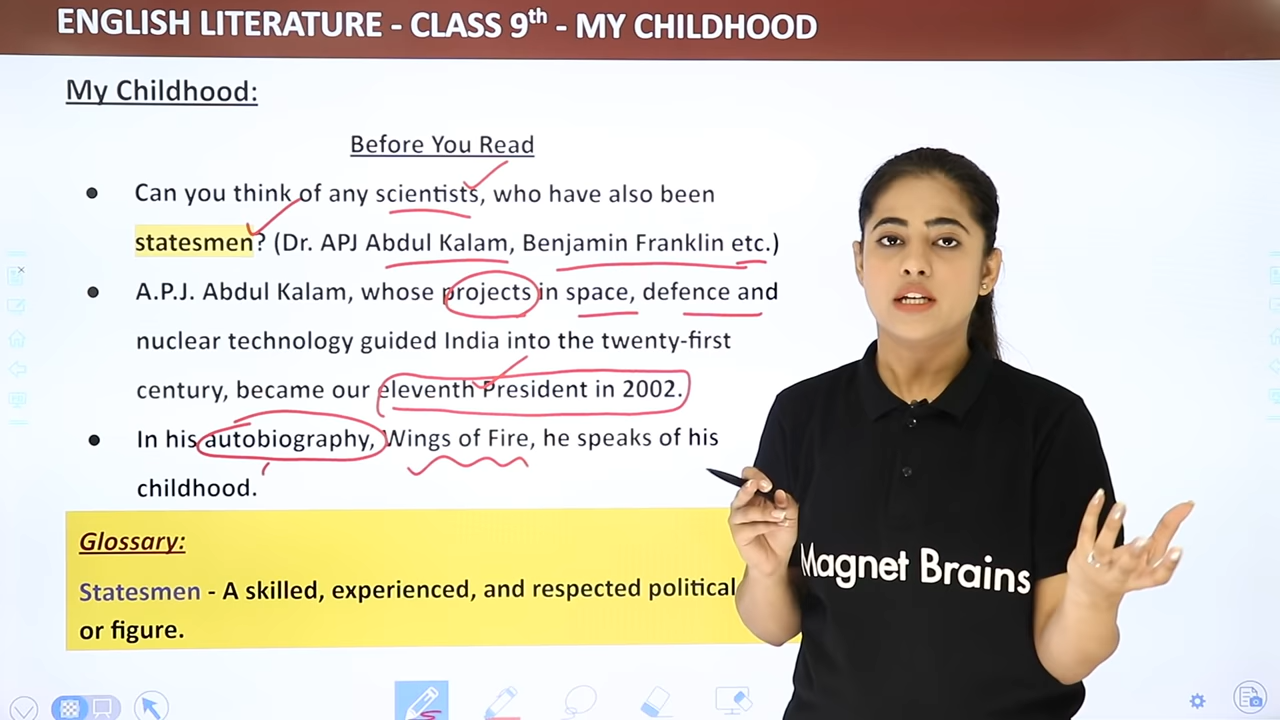 ENGLISH LITERATURE - CLASS 9th - MY CHILDHOOD
My Childhood:
Before You Read
● Can you think of any scientists, who have also been
statesmen? (Dr. APJ Abdul Kalam, Benjamin Franklin etc.)
● A.P.J. Abdul Kalam, whose projects in space, defence and
nuclear technology guided India into the twenty-first
century, became our eleventh President in 2002.
● In his autobiography, Wings of Fire, he speaks of his
childhood.
Glossary:
Statesmen - A skilled, experienced, and respected political
or figure.
Magnet Brains